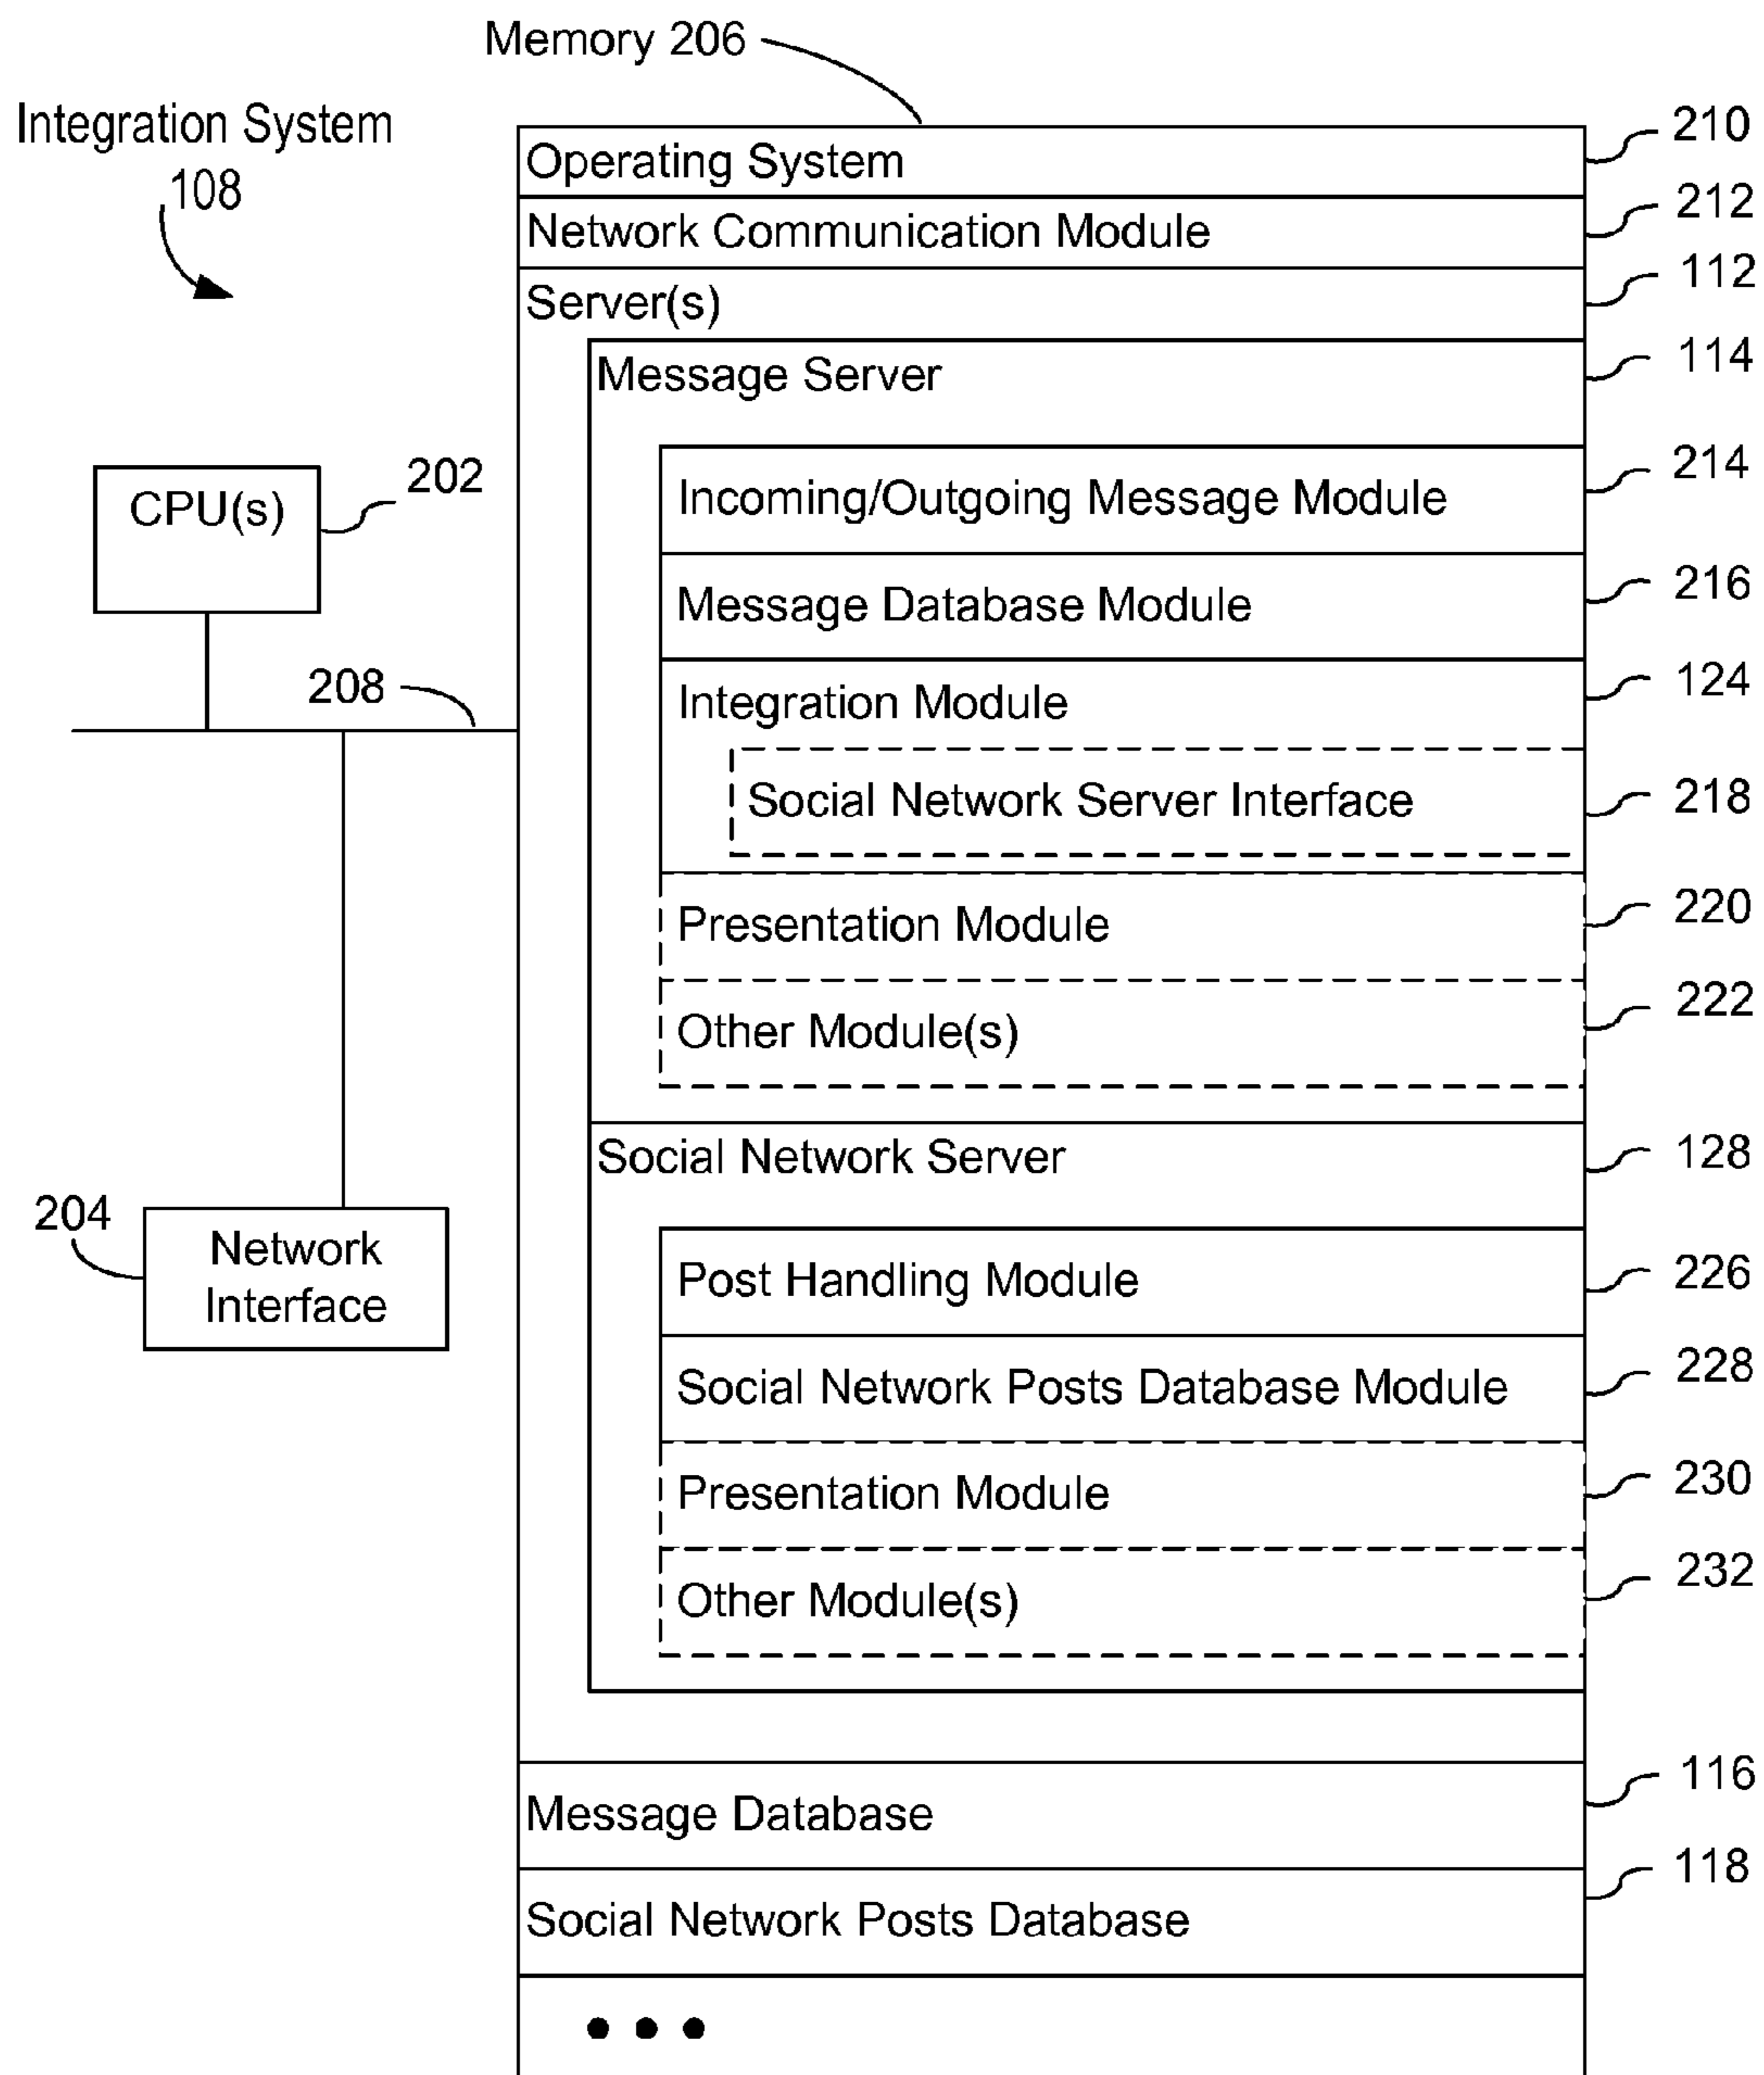 Memory 206
Integration System
108
Operating System 210
Network Communication Module 212
Server(s) 112
Message Server 114
Incoming/Outgoing Message Module 214
Message Database Module 216
Integration Module 124
Social Network Server Interface 218
Presentation Module 220
Other Module(s) 222
Social Network Server 128
Post Handling Module 226
Social Network Posts Database Module 228
Presentation Module 230
Other Module(s) 232
Message Database 116
Social Network Posts Database 118
CPU(s) 202
208
204
Network
Interface